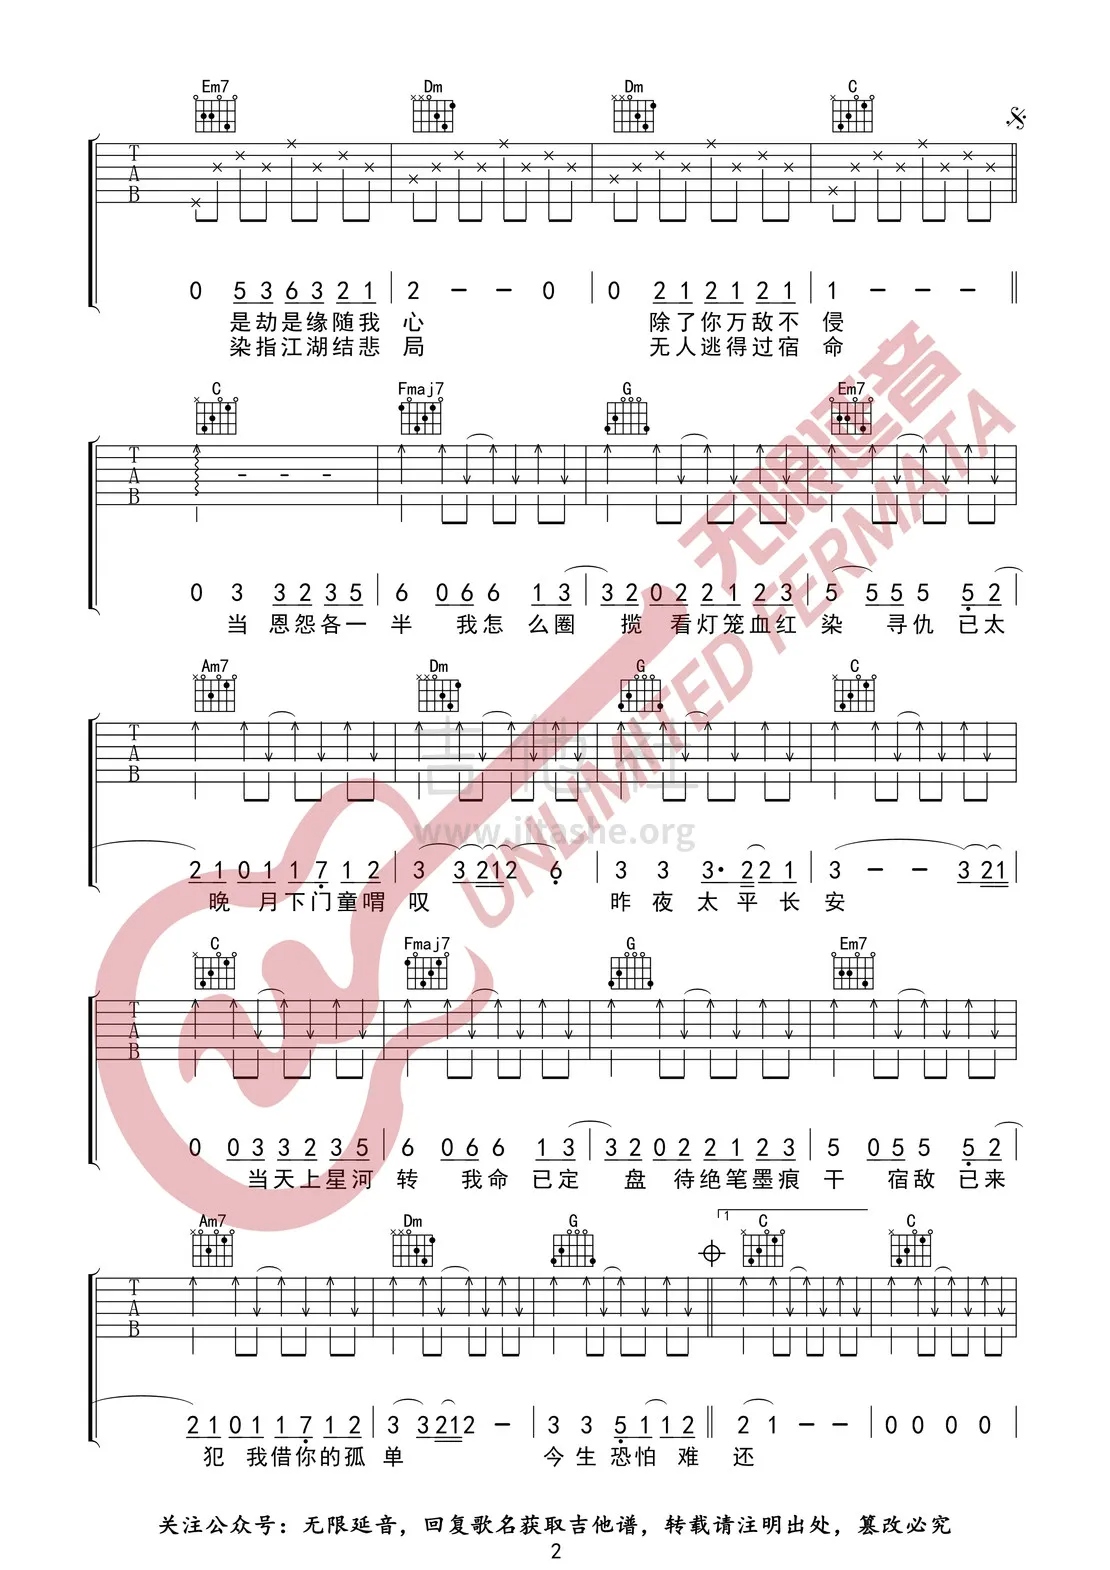 Em7 Dm Dm C
T A B
0 5 3 6 3 2 1 | 2 - - 0 | 0 2 1 2 1 2 1 | 1 - - - ||
是劫是缘随我 心 除了你万敌不 侵
染指江湖结悲 局 无人逃得过宿 命
C Fmaj7 G Em7
T A B - - -
0 3 3 2 3 5 | 6 0 6 6 1 3 | 3 2 0 2 2 1 2 3 | 5 5 5 5 5 2
当 恩怨各一 半 我怎 么圈 揽 看灯笼血红 染 寻仇 已太
Am7 Dm G C
T A B
2 1 0 1 1 7 1 2 | 3 3 2 1 2 6 | 3 3 3· 2 2 1 | 3 - - 3 2 1
晚 月下门童喟 叹 昨 夜 太 平 长 安
C Fmaj7 G Em7
T A B
0 0 3 3 2 3 5 | 6 0 6 6 1 3 | 3 2 0 2 2 1 2 3 | 5 0 5 5 5 2
当天上星河 转 我命 已定 盘 待绝笔墨痕 干 宿敌 已来
Am7 Dm G 1 C C
T A B
2 1 0 1 1 7 1 2 | 3 3 2 1 2 - | 3 3 5 1 1 2 || 2 1 - - | 0 0 0 0
犯 我借你的孤 单 今 生 恐怕 难 还
无限延音
UNLIMITED FERMATA
吉他社
www.jitashe.org
关注公众号：无限延音，回复歌名获取吉他谱，转载请注明出处，篡改必究
2